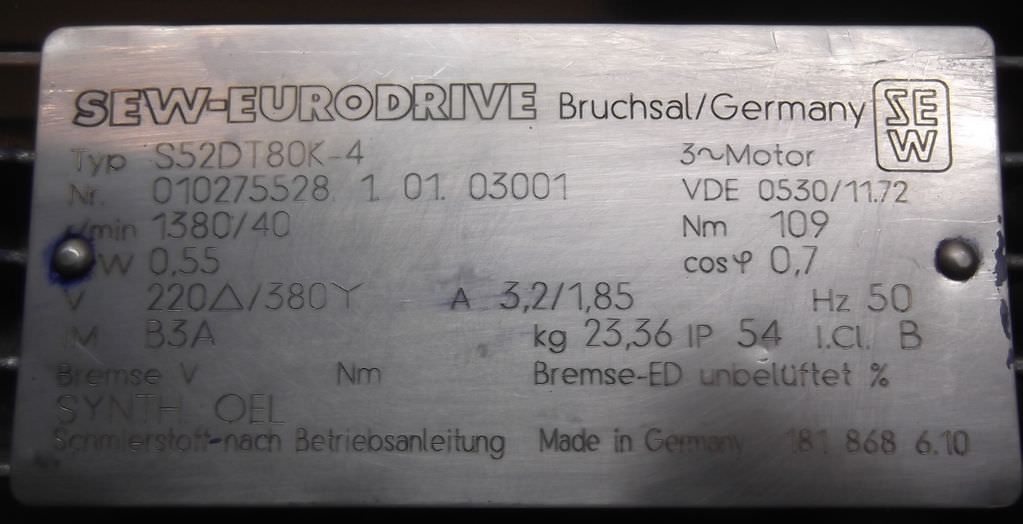 SEW-EURODRIVE Bruchsal/Germany SEW
Typ S52DT80K-4 3~Motor
Nr. 010275528 1 01. 03001 VDE 0530/11.72
r/min 1380/40 Nm 109
kW 0,55 cosφ 0,7
V 220△/380Y A 3,2/1,85 Hz 50
IM B3A kg 23,36 IP 54 I.Cl. B
Bremse V Nm Bremse-ED unbelüftet %
SYNTH OEL
Schmierstoff-nach Betriebsanleitung Made in Germany 181 868 6.10